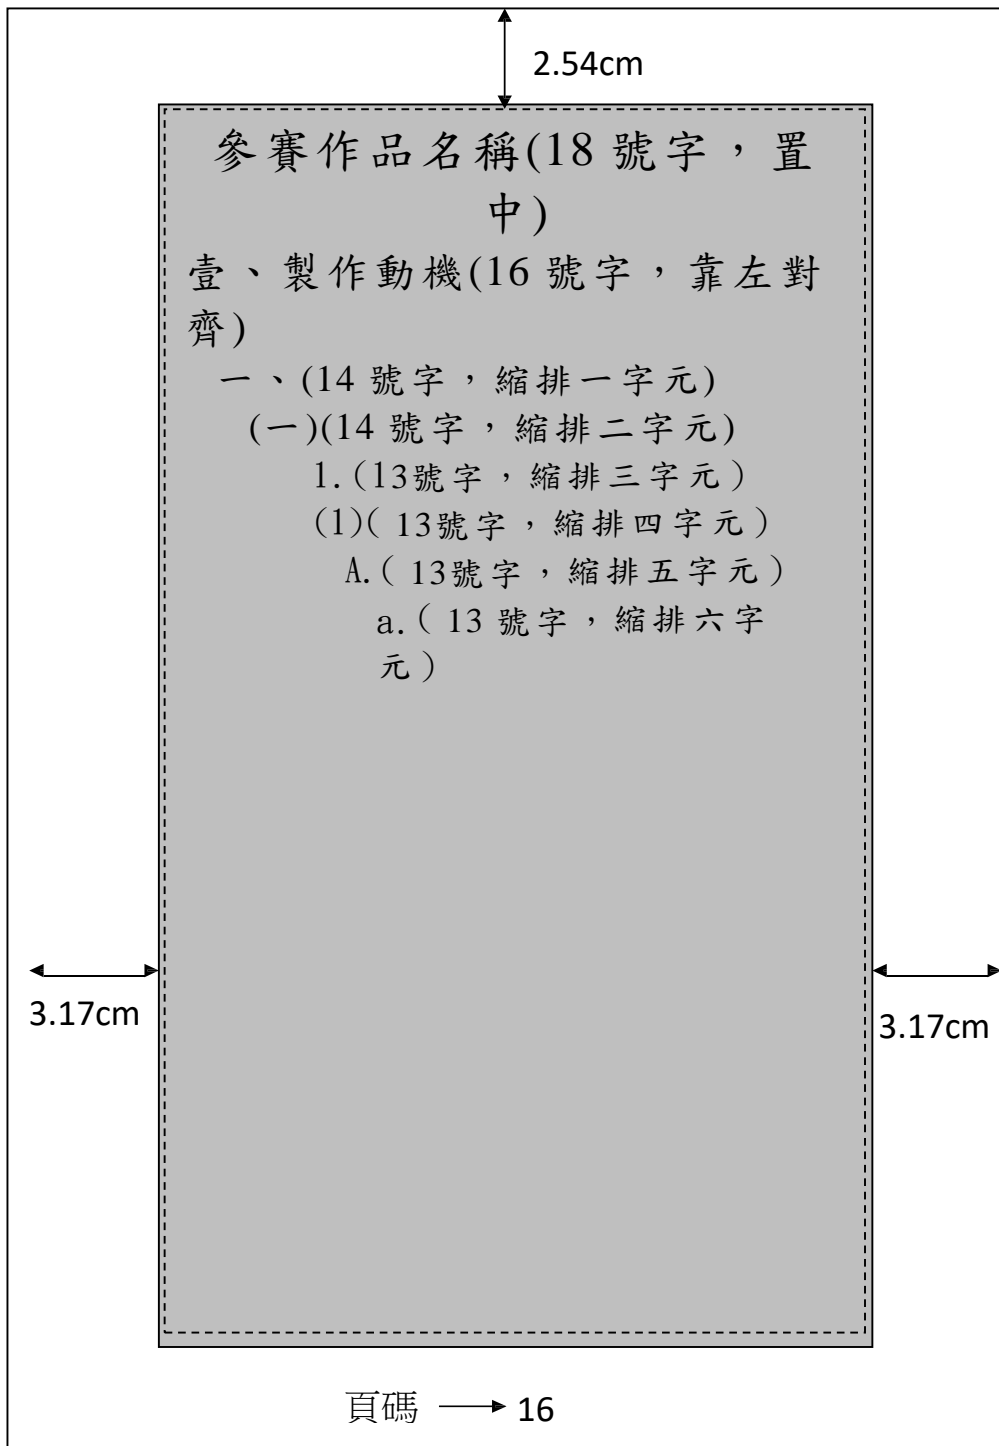 2.54cm
參賽作品名稱(18 號字，置
中)
壹、製作動機(16 號字，靠左對
齊)
一、(14 號字，縮排一字元)
(一)(14 號字，縮排二字元)
1.(13號字，縮排三字元)
(1)( 13號字，縮排四字元)
A.( 13號字，縮排五字元)
a.( 13 號字，縮排六字
元)
3.17cm
3.17cm
頁碼 → 16